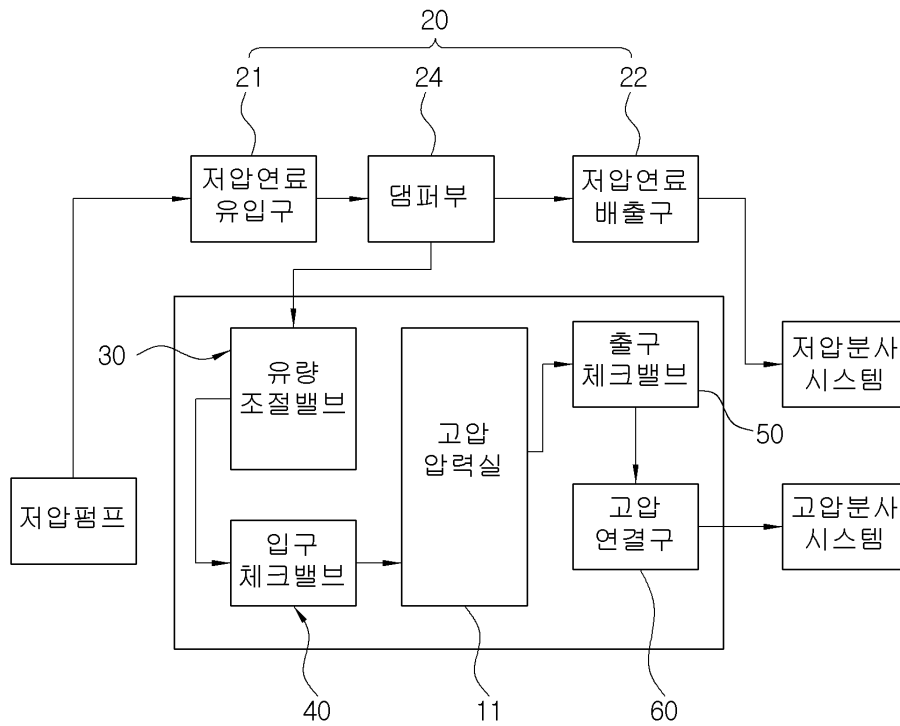 20
21
24
22
저압연료
유입구
댐퍼부
저압연료
배출구
30
유량
조절밸브
고압
압력실
출구
체크밸브
50
저압분사
시스템
저압펌프
입구
체크밸브
고압
연결구
고압분사
시스템
40
11
60